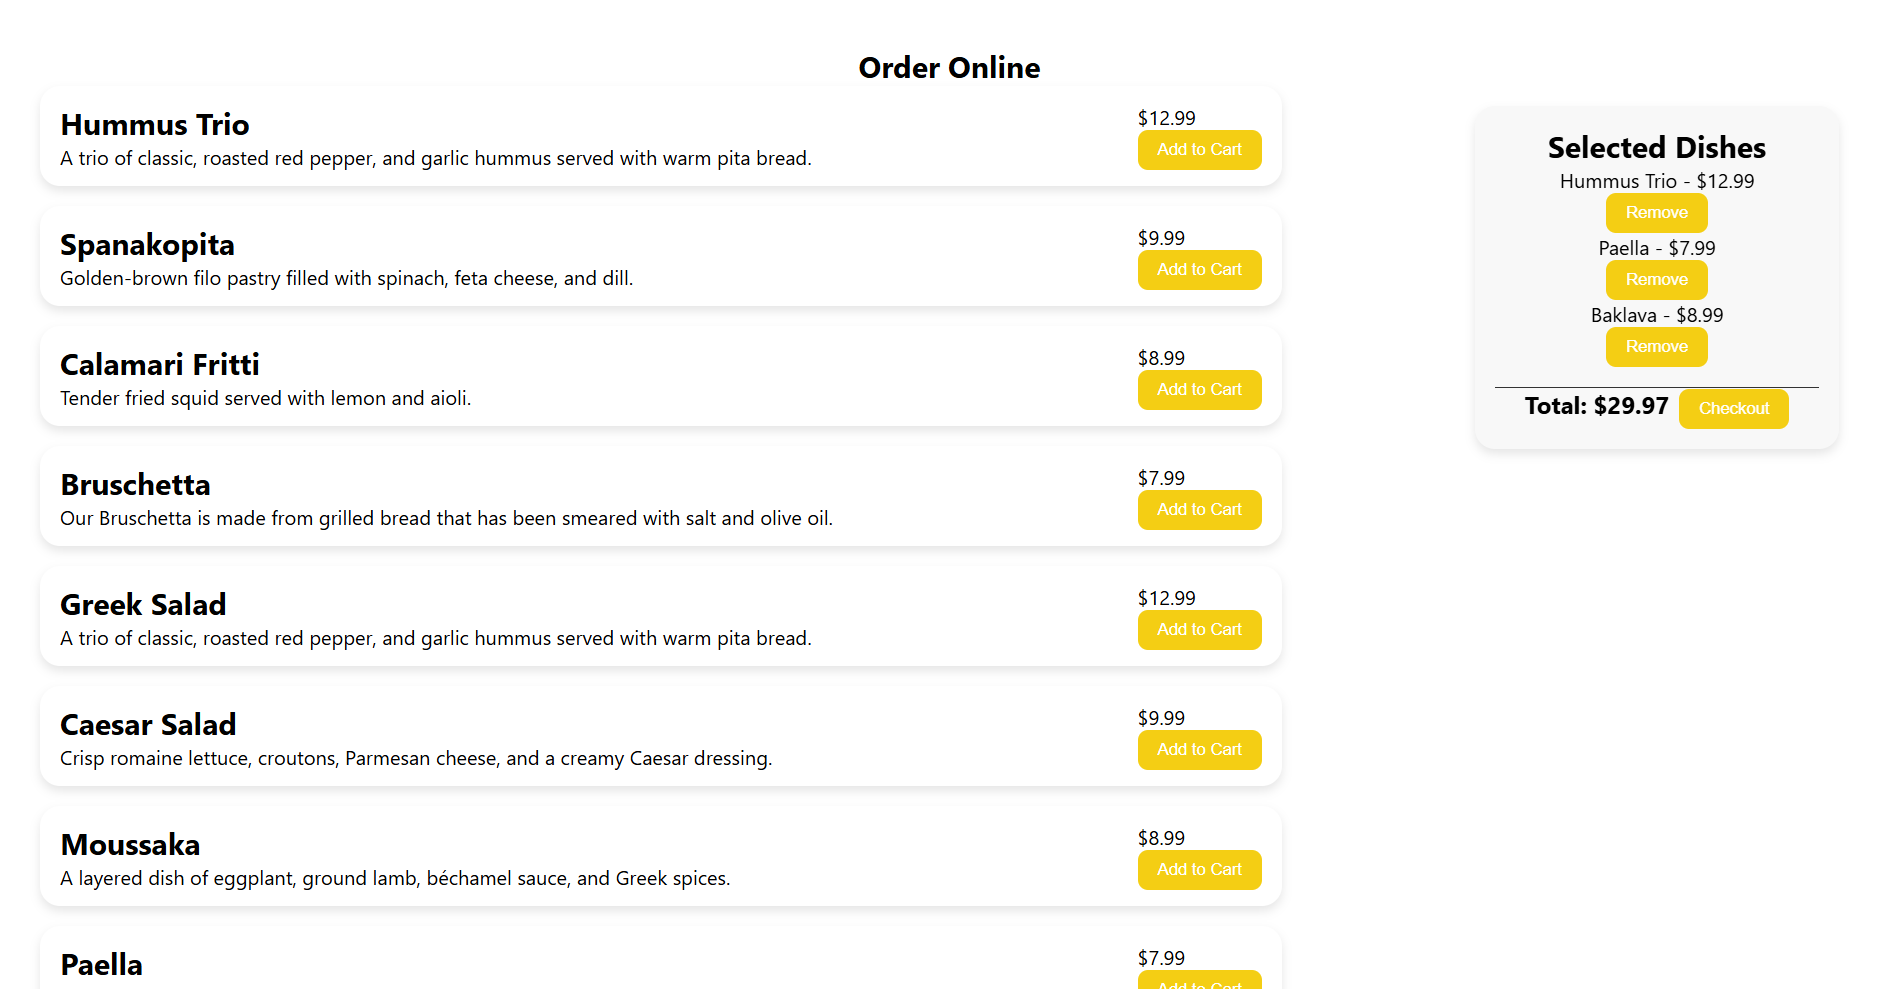 Order Online
Hummus Trio
A trio of classic, roasted red pepper, and garlic hummus served with warm pita bread.
$12.99
Add to Cart
Spanakopita
Golden-brown filo pastry filled with spinach, feta cheese, and dill.
$9.99
Add to Cart
Calamari Fritti
Tender fried squid served with lemon and aioli.
$8.99
Add to Cart
Bruschetta
Our Bruschetta is made from grilled bread that has been smeared with salt and olive oil.
$7.99
Add to Cart
Greek Salad
A trio of classic, roasted red pepper, and garlic hummus served with warm pita bread.
$12.99
Add to Cart
Caesar Salad
Crisp romaine lettuce, croutons, Parmesan cheese, and a creamy Caesar dressing.
$9.99
Add to Cart
Moussaka
A layered dish of eggplant, ground lamb, béchamel sauce, and Greek spices.
$8.99
Add to Cart
Paella
$7.99
Add to Cart
Selected Dishes
Hummus Trio - $12.99
Remove
Paella - $7.99
Remove
Baklava - $8.99
Remove
Total: $29.97
Checkout